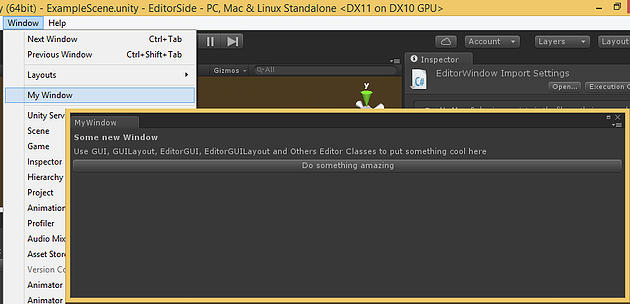 y (64bit) - ExampleScene.unity - EditorSide - PC, Mac & Linux Standalone <DX11 on DX10 GPU>
Window Help
Next Window Ctrl+Tab
Previous Window Ctrl+Shift+Tab
Layouts
My Window
Unity Serv
Scene
Game
Inspector
Hierarchy
Project
Animation
Profiler
Audio Mix
Asset Store
Version Co
Animator
Animator
Account
Layers
Layout
Gizmos
All
y
Inspector
C#
EditorWindow Import Settings
Open...
Execution O
MyWindow
Some new Window
Use GUI, GUILayout, EditorGUI, EditorGUILayout and Others Editor Classes to put something cool here
Do something amazing